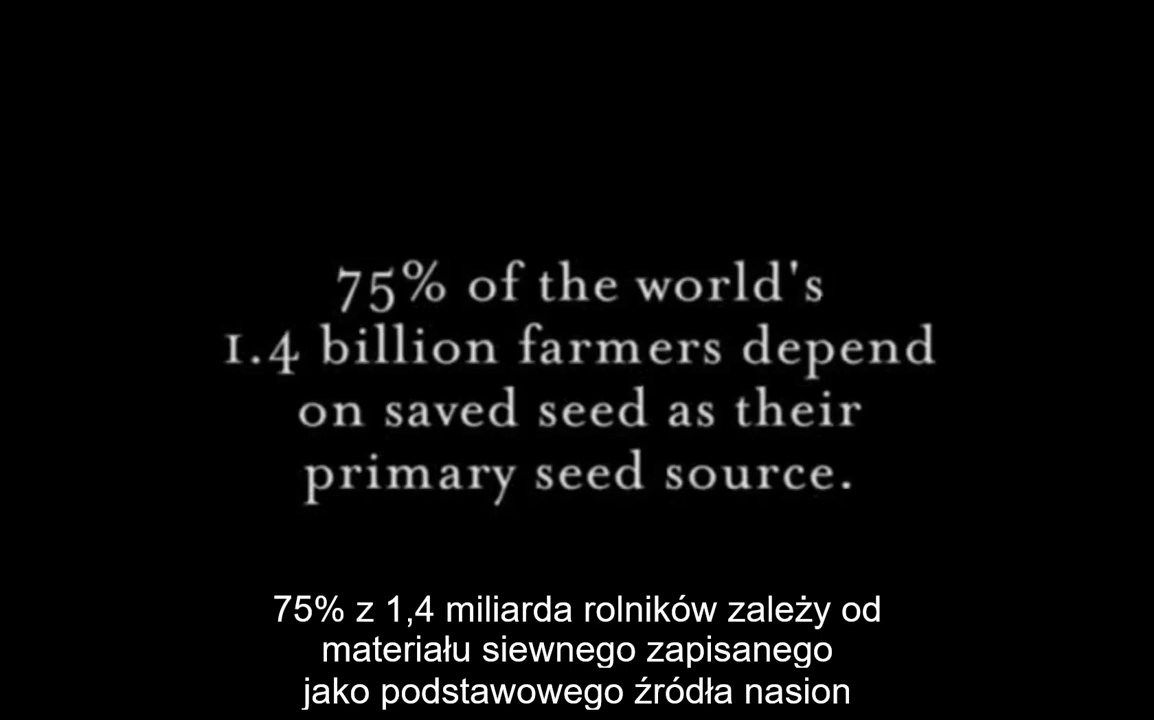 75% of the world's
1.4 billion farmers depend
on saved seed as their
primary seed source.
75% z 1,4 miliarda rolników zależy od
materiału siewnego zapisanego
jako podstawowego źródła nasion